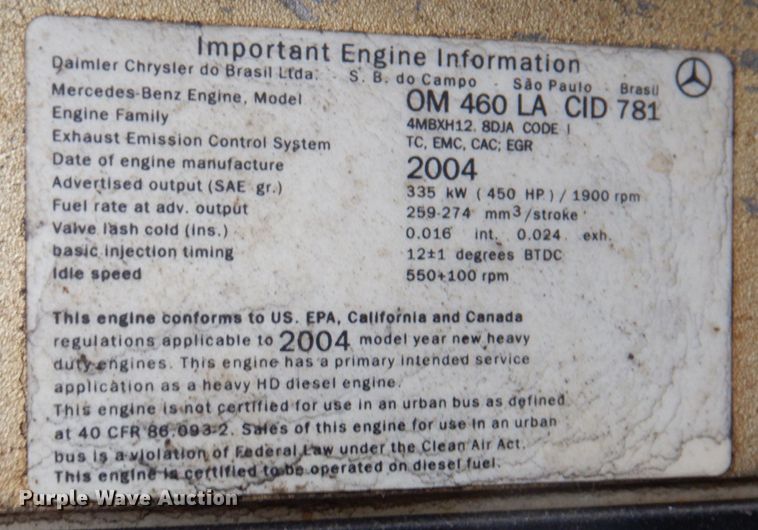 Important Engine Information
Daimler Chrysler do Brasil Ltda. S. B. do Campo - São Paulo - Brasil
Mercedes-Benz Engine, Model OM 460 LA CID 781
Engine Family 4MBXH12. 8DJA CODE I
Exhaust Emission Control System TC, EMC, CAC; EGR
Date of engine manufacture 2004
Advertised output (SAE gr.) 335 kW ( 450 HP ) / 1900 rpm
Fuel rate at adv. output 259-274 mm³/stroke
Valve lash cold (ins.) 0.016 int. 0.024 exh.
basic injection timing 12±1 degrees BTDC
Idle speed 550+100 rpm
This engine conforms to US. EPA, California and Canada
regulations applicable to 2004 model year new heavy
duty engines. This engine has a primary intended service
application as a heavy HD diesel engine.
This engine is not certified for use in an urban bus as defined
at 40 CFR 86-093-2. Sales of this engine for use in an urban
bus is a violation of Federal Law under the Clean Air Act.
This engine is certified to be operated on diesel fuel.
Purple Wave Auction